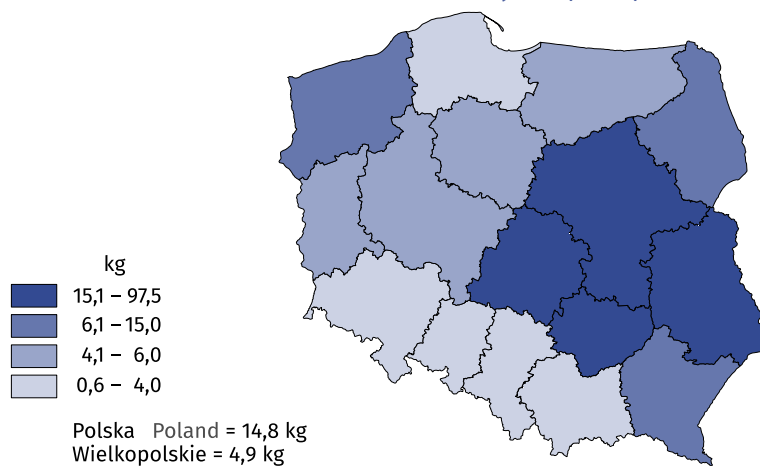 kg
15,1 – 97,5
6,1 – 15,0
4,1 – 6,0
0,6 – 4,0
Polska Poland = 14,8 kg
Wielkopolskie = 4,9 kg